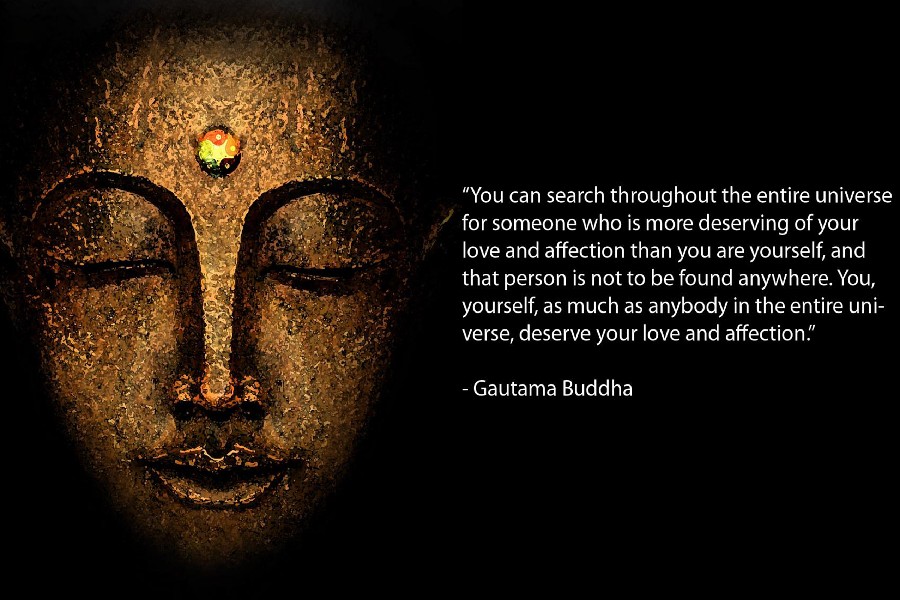 “You can search throughout the entire universe
for someone who is more deserving of your
love and affection than you are yourself, and
that person is not to be found anywhere. You,
yourself, as much as anybody in the entire uni-
verse, deserve your love and affection.”
- Gautama Buddha